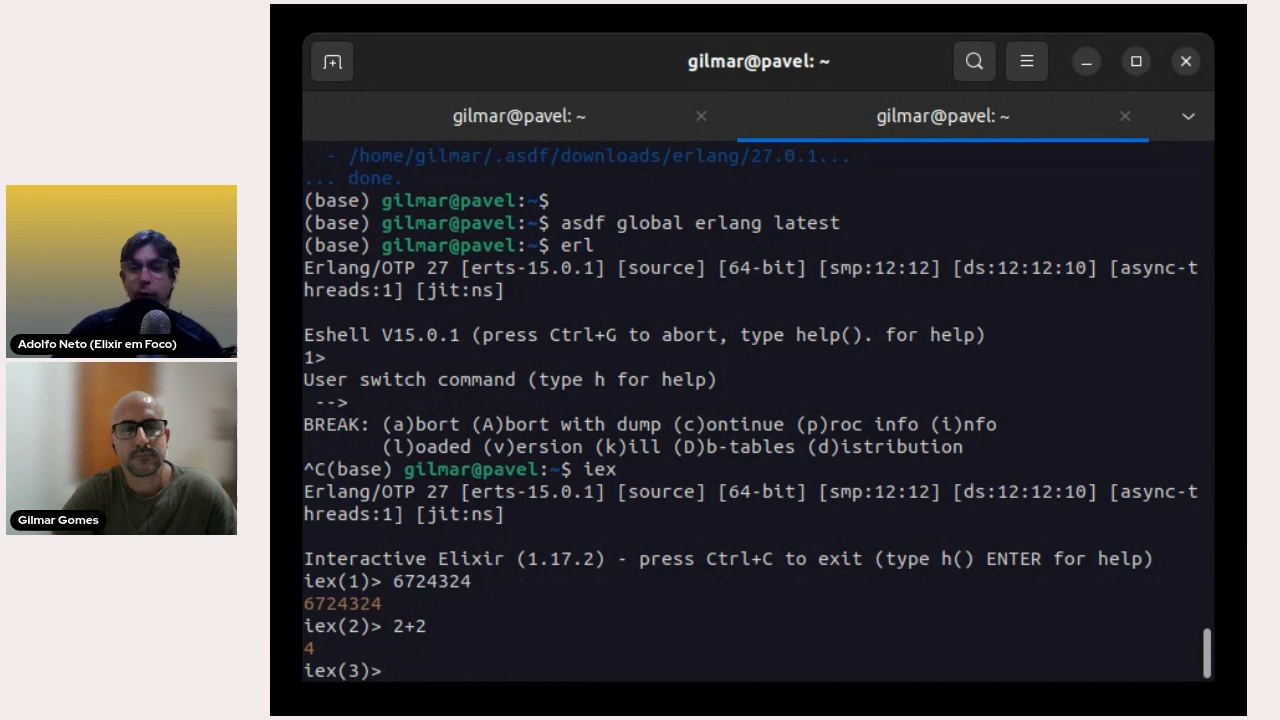 gilmar@pavel: ~
gilmar@pavel: ~
gilmar@pavel: ~
- /home/gilmar/.asdf/downloads/erlang/27.0.1...
... done.
(base) gilmar@pavel:~$
(base) gilmar@pavel:~$ asdf global erlang latest
(base) gilmar@pavel:~$ erl
Erlang/OTP 27 [erts-15.0.1] [source] [64-bit] [smp:12:12] [ds:12:12:10] [async-t
hreads:1] [jit:ns]
Eshell V15.0.1 (press Ctrl+G to abort, type help(). for help)
1>
User switch command (type h for help)
-->
BREAK: (a)bort (A)bort with dump (c)ontinue (p)roc info (i)nfo
(l)oaded (v)ersion (k)ill (D)b-tables (d)istribution
^C(base) gilmar@pavel:~$ iex
Erlang/OTP 27 [erts-15.0.1] [source] [64-bit] [smp:12:12] [ds:12:12:10] [async-t
hreads:1] [jit:ns]
Interactive Elixir (1.17.2) - press Ctrl+C to exit (type h() ENTER for help)
iex(1)> 6724324
6724324
iex(2)> 2+2
4
iex(3)>
Adolfo Neto (Elixir em Foco)
Gilmar Gomes